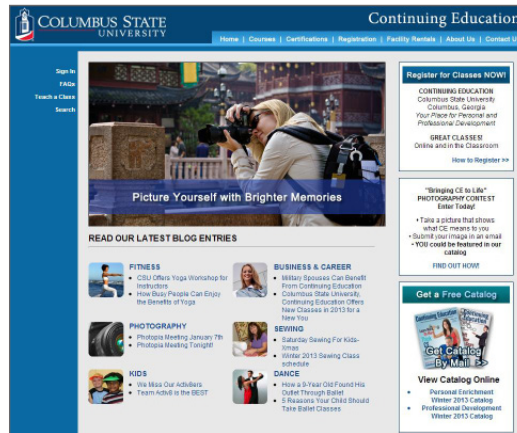 COLUMBUS STATE
UNIVERSITY
Continuing Education
Home | Courses | Certifications | Registration | Facility Rentals | About Us | Contact U
Sign In
FAQs
Teach a Class
Search
Picture Yourself with Brighter Memories
READ OUR LATEST BLOG ENTRIES
FITNESS
• CSU Offers Yoga Workshop for
Instructors
• How Busy People Can Enjoy
the Benefits of Yoga
BUSINESS & CAREER
• Military Spouses Can Benefit
From Continuing Education
• Columbus State University,
Continuing Education Offers
New Classes in 2013 for a
New You
PHOTOGRAPHY
• Photopia Meeting January 7th
• Photopia Meeting Tonight!
SEWING
• Saturday Sewing For Kids-
Xmas
• Winter 2013 Sewing Class
schedule
KIDS
• We Miss Our Activ8ers
• Team Activ8 is the BEST
DANCE
• How a 9-Year Old Found His
Outlet Through Ballet
• 5 Reasons Your Child Should
Take Ballet Classes
Register for Classes NOW!
CONTINUING EDUCATION
Columbus State University
Columbus, Georgia
Your Place for Personal and
Professional Development
GREAT CLASSES!
Online and in the Classroom
How to Register >>
"Bringing CE to Life"
PHOTOGRAPHY CONTEST
Enter Today!
• Take a picture that shows
what CE means to you
• Submit your image in an email
• YOU could be featured in our
catalog
FIND OUT HOW!
Get a Free Catalog
Continuing Education
Continuing Education
Get Catalog
By Mail >>
View Catalog Online
• Personal Enrichment
Winter 2013 Catalog
• Professional Development
Winter 2013 Catalog